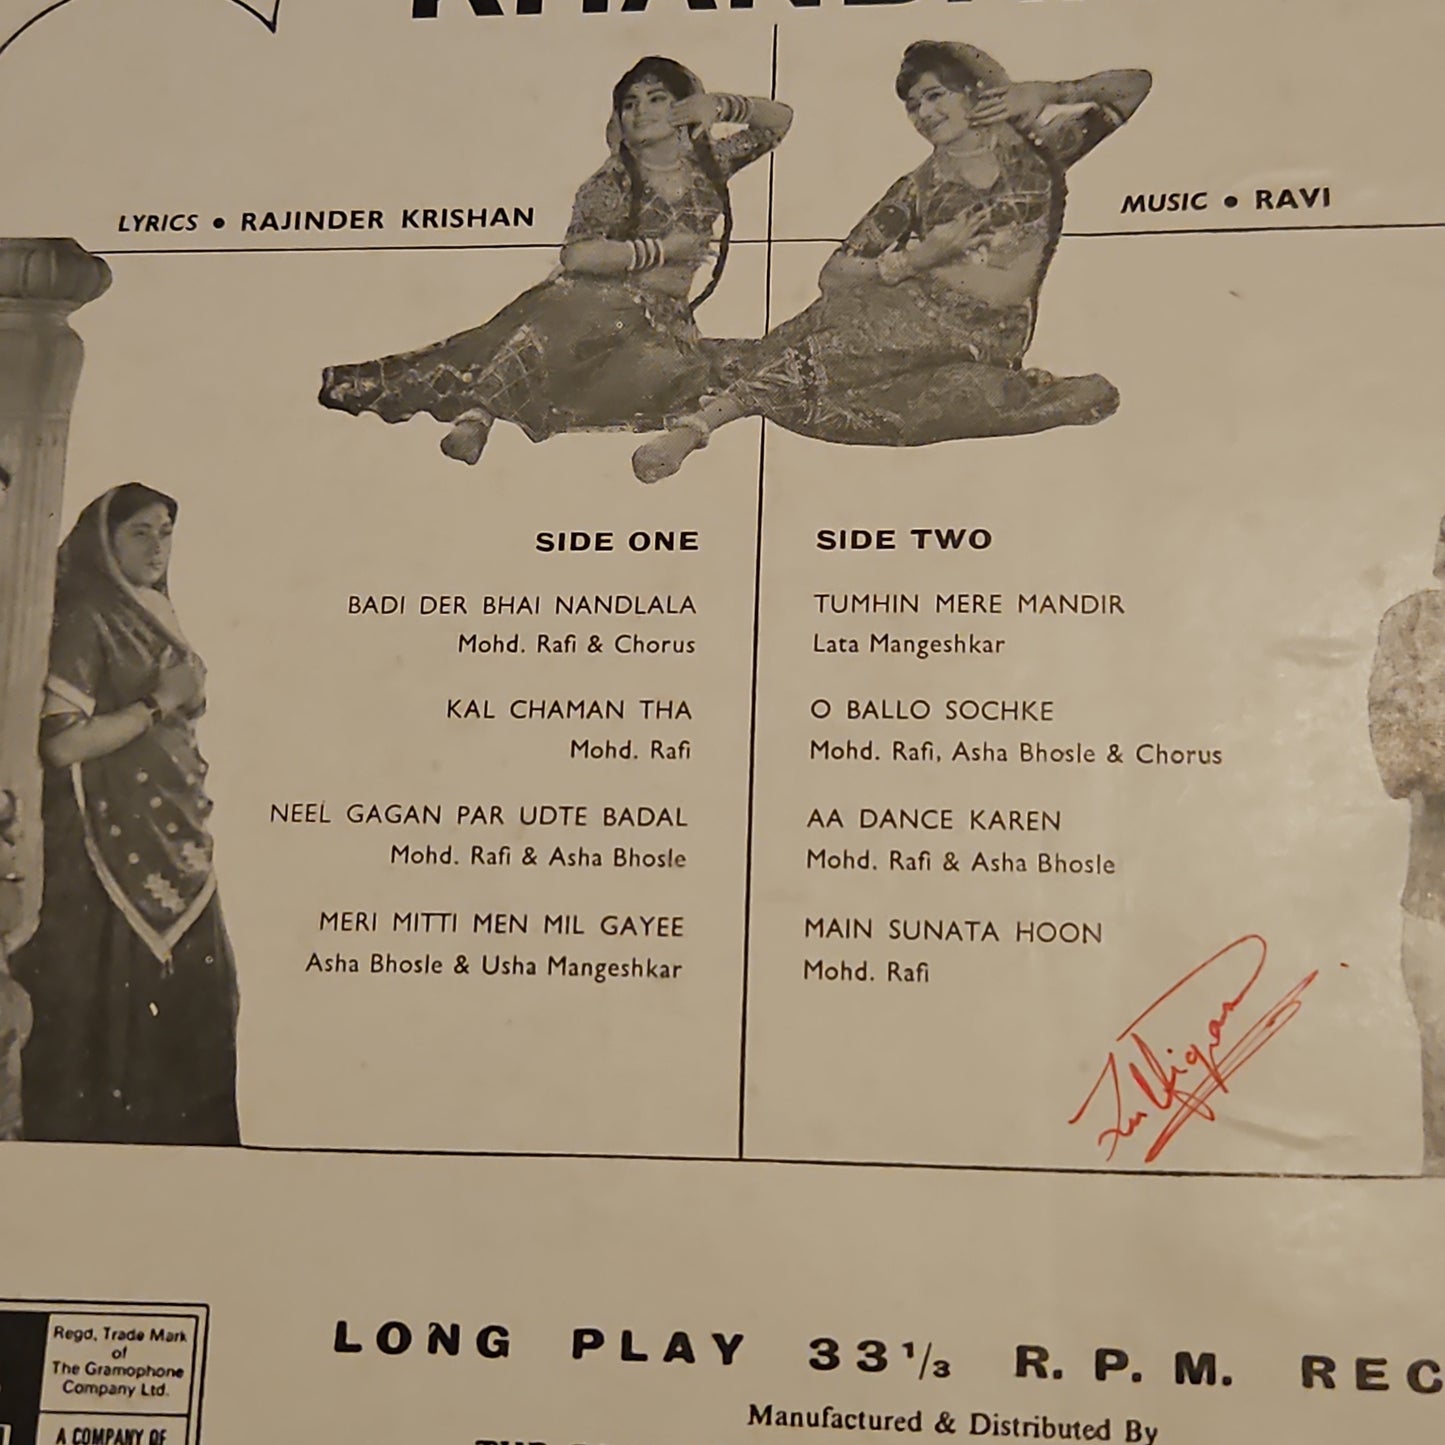 LYRICS • RAJINDER KRISHAN
MUSIC • RAVI
SIDE ONE
BADI DER BHAI NANDLALA
Mohd. Rafi & Chorus
KAL CHAMAN THA
Mohd. Rafi
NEEL GAGAN PAR UDTE BADAL
Mohd. Rafi & Asha Bhosle
MERI MITTI MEN MIL GAYEE
Asha Bhosle & Usha Mangeshkar
SIDE TWO
TUMHIN MERE MANDIR
Lata Mangeshkar
O BALLO SOCHKE
Mohd. Rafi, Asha Bhosle & Chorus
AA DANCE KAREN
Mohd. Rafi & Asha Bhosle
MAIN SUNATA HOON
Mohd. Rafi
Regd. Trade Mark
of
The Gramophone
Company Ltd.
A COMPANY OF
LONG PLAY 33⅓ R. P. M. REC
Manufactured & Distributed By